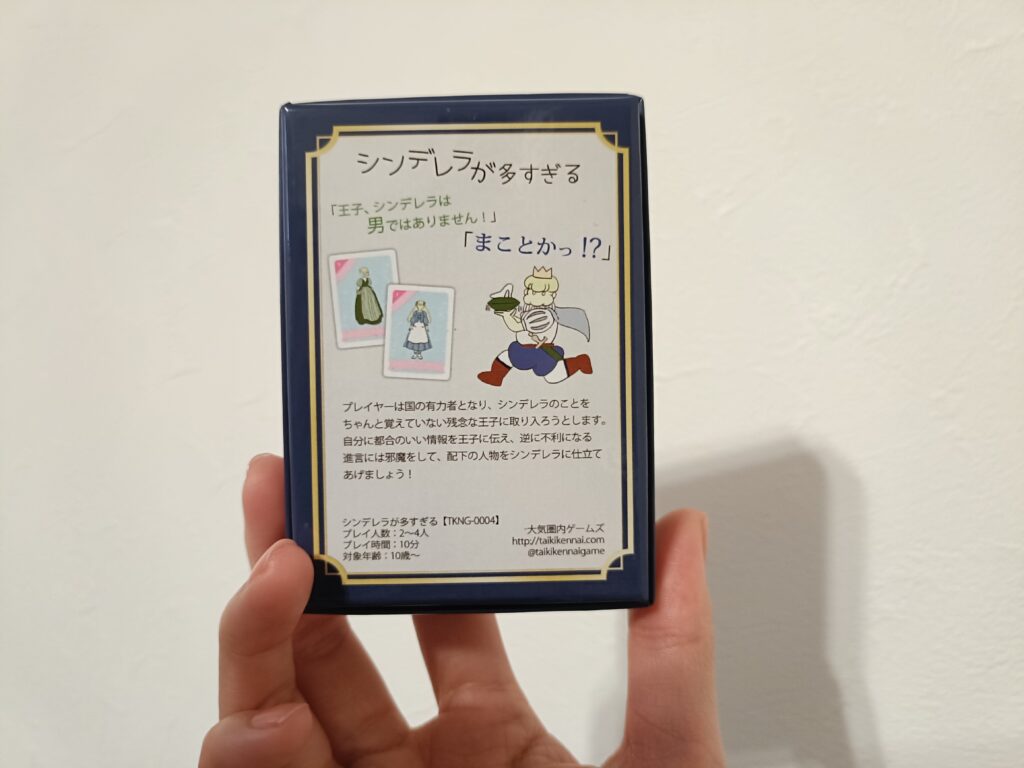 シンデレラが多すぎる
「王子、シンデレラは
男ではありません！」
「まことかっ!?」
プレイヤーは国の有力者となり、シンデレラのことを
ちゃんと覚えていない残念な王子に取り入ろうとします。
自分に都合のいい情報を王子に伝え、逆に不利になる
進言には邪魔をして、配下の人物をシンデレラに仕立て
あげましょう！
シンデレラが多すぎる【TKNG-0004】
プレイ人数：2〜4人
プレイ時間：10分
対象年齢：10歳〜
大気圏内ゲームズ
http://taikikennai.com
@taikikennaigame